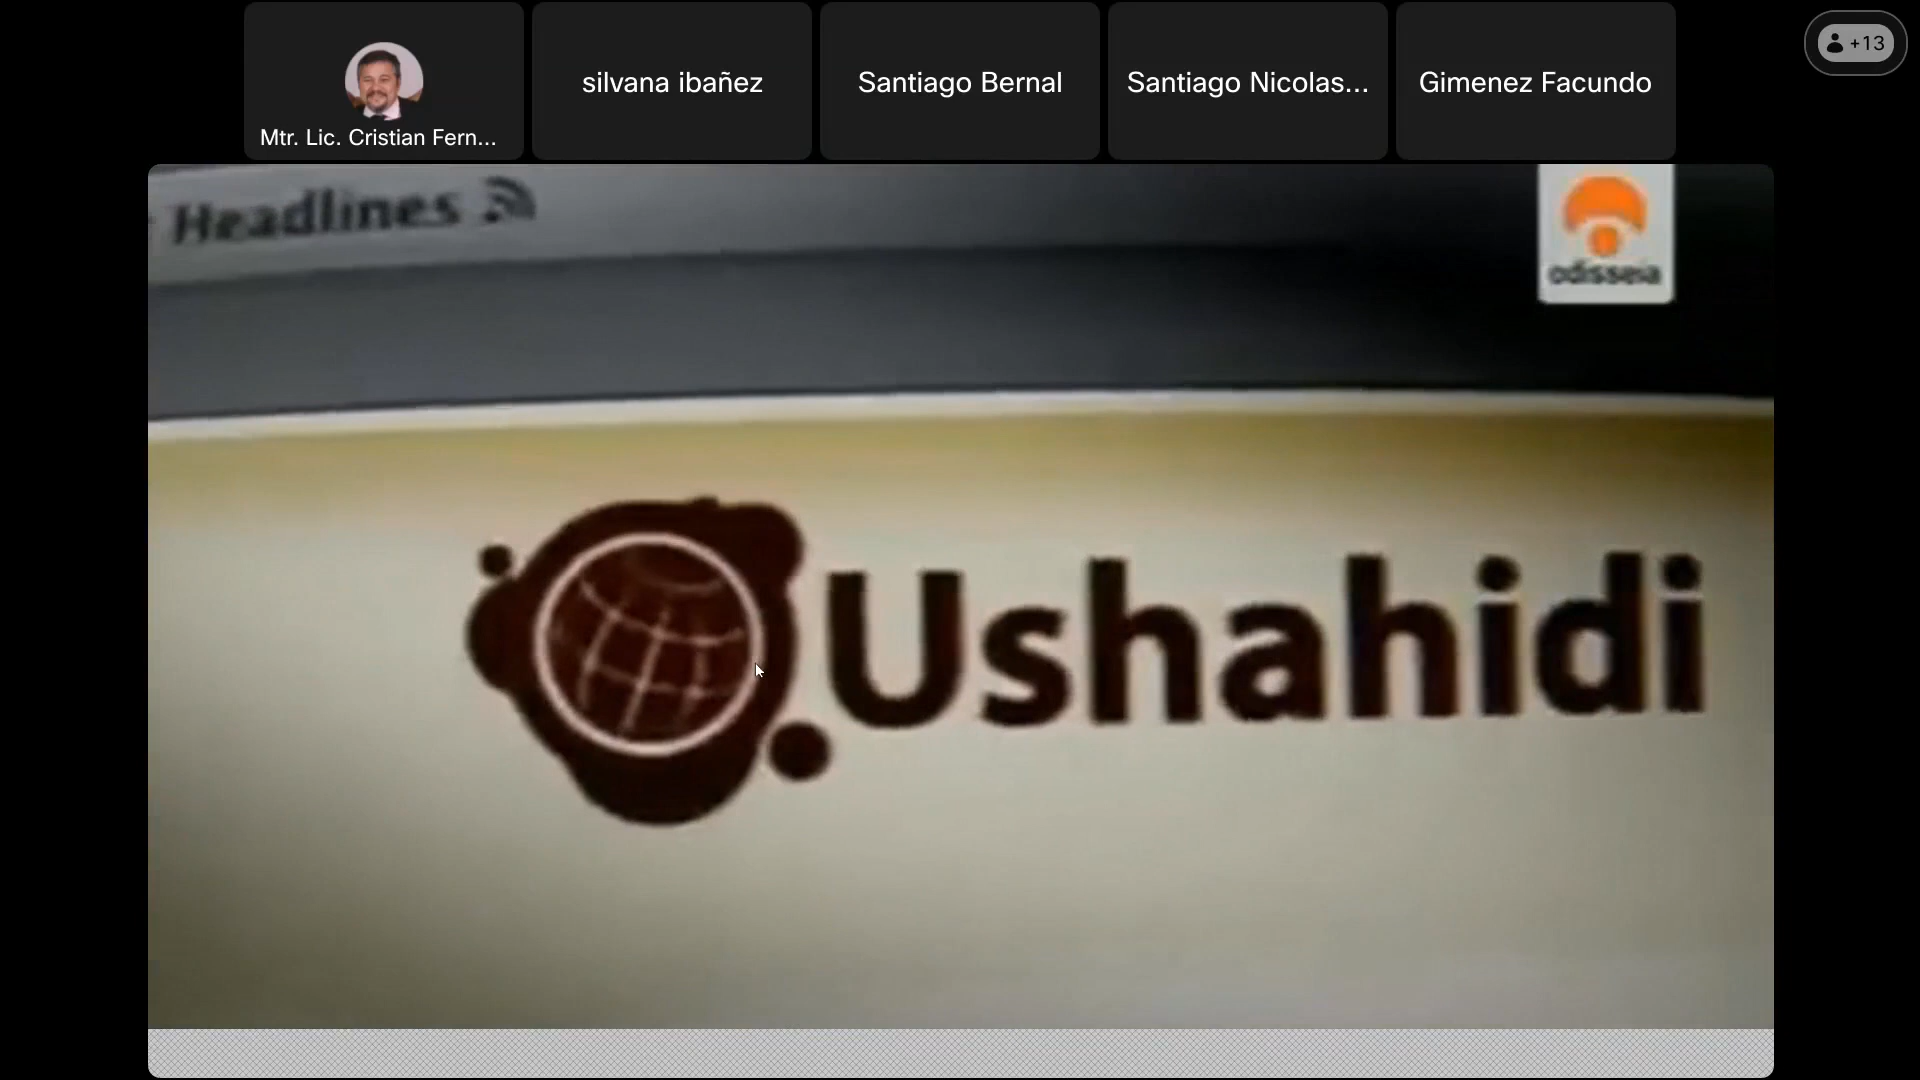 Mtr. Lic. Cristian Fern...
silvana ibañez
Santiago Bernal
Santiago Nicolas...
Gimenez Facundo
+13
Headlines
odisseia
Ushahidi